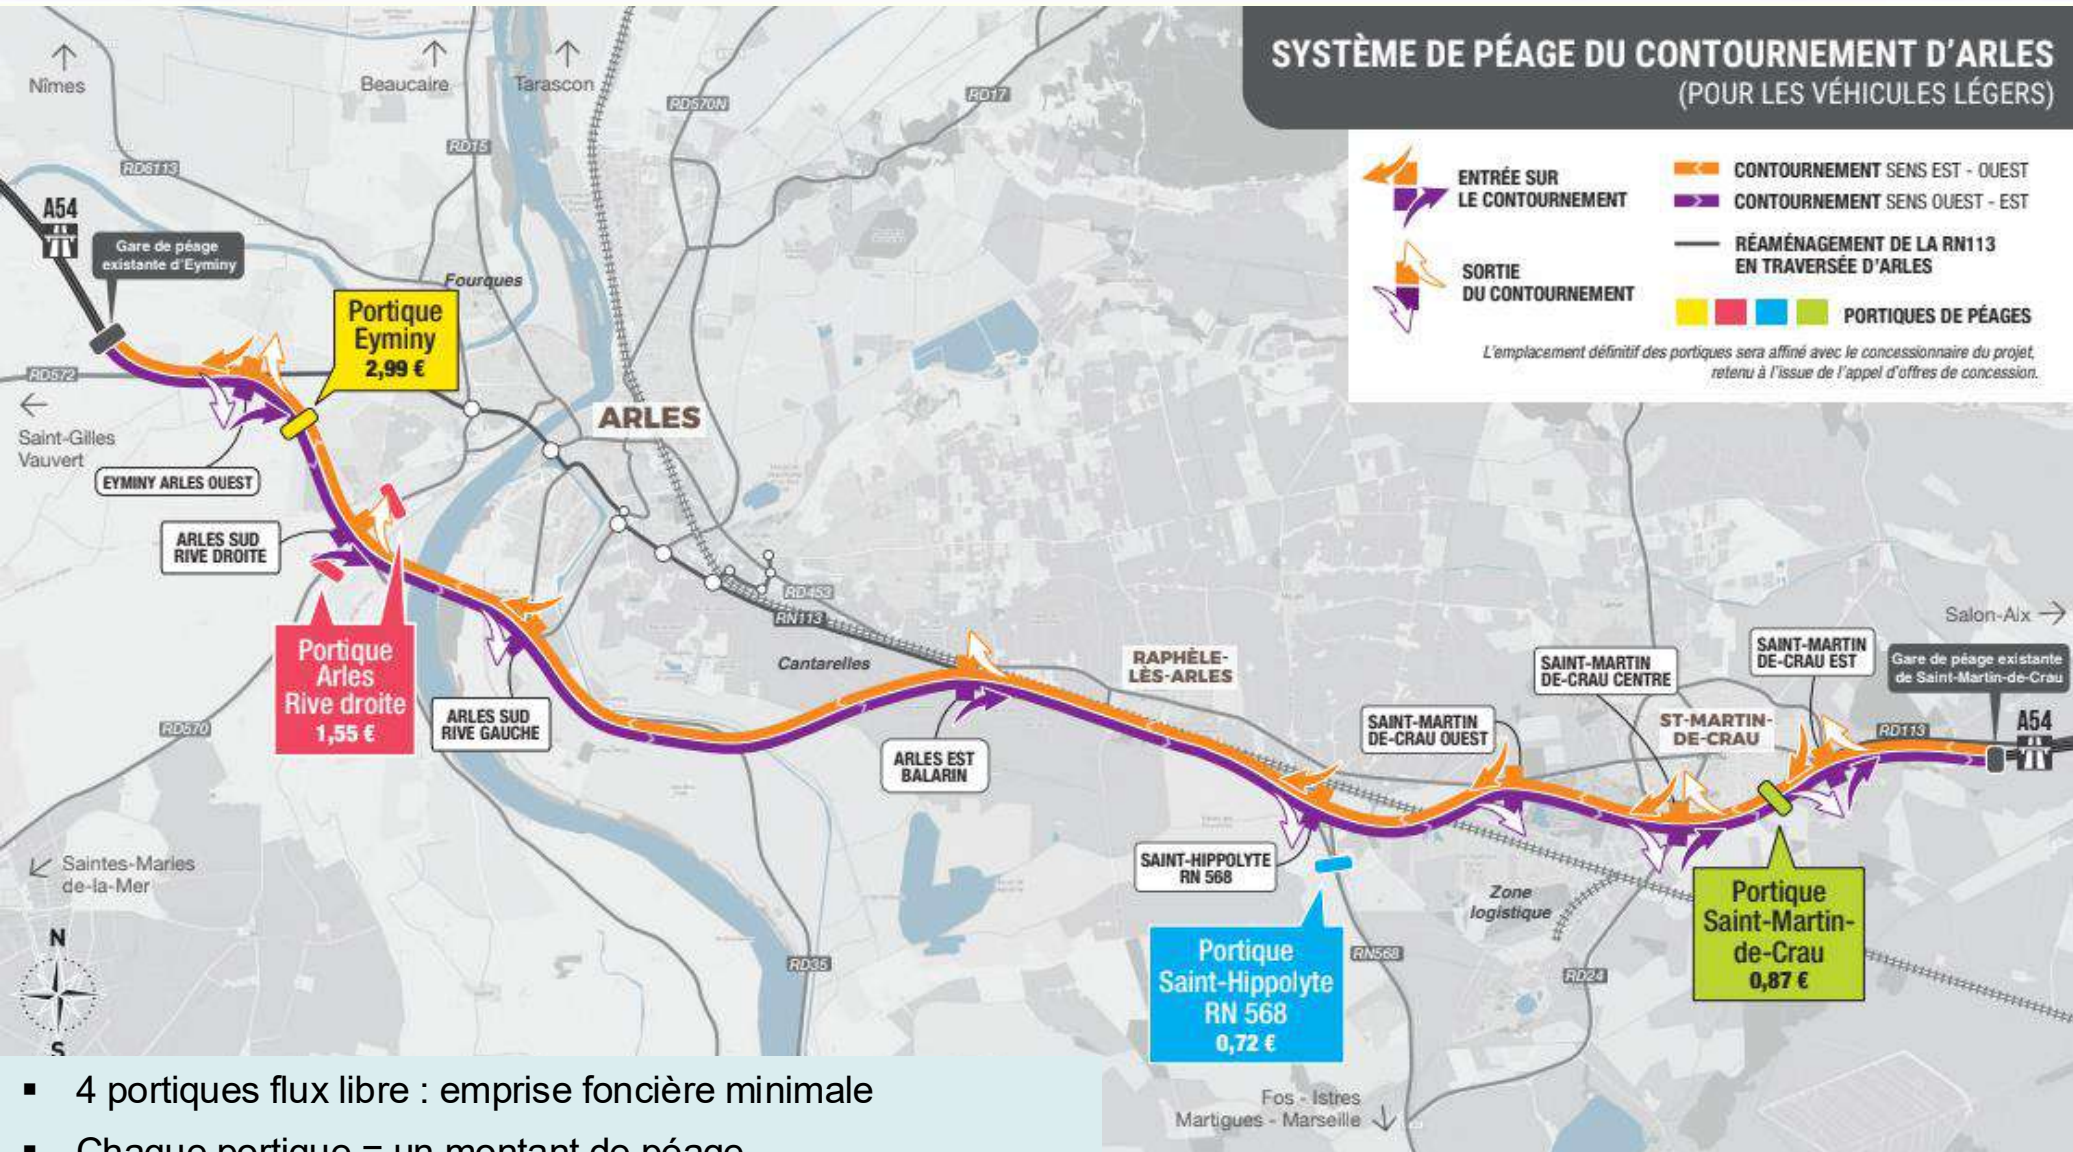 SYSTÈME DE PÉAGE DU CONTOURNEMENT D'ARLES
(POUR LES VÉHICULES LÉGERS)
ENTRÉE SUR
LE CONTOURNEMENT
SORTIE
DU CONTOURNEMENT
CONTOURNEMENT SENS EST - OUEST
CONTOURNEMENT SENS OUEST - EST
RÉAMÉNAGEMENT DE LA RN113
EN TRAVERSÉE D'ARLES
PORTIQUES DE PÉAGES
L'emplacement définitif des portiques sera affiné avec le concessionnaire du projet,
retenu à l'issue de l'appel d'offres de concession.
Nîmes
Beaucaire
Tarascon
RD570N
RD17
RD15
RD6113
A54
Gare de péage
existante d'Eyminy
Fourques
Portique
Eyminy
2,99 €
RD572
Saint-Gilles
Vauvert
ARLES
EYMINY ARLES OUEST
ARLES SUD
RIVE DROITE
Portique
Arles
Rive droite
1,55 €
RD570
ARLES SUD
RIVE GAUCHE
RD453
RN113
Cantarelles
RAPHÈLE-
LÈS-ARLES
ARLES EST
BALARIN
Salon-Aix
SAINT-MARTIN
DE-CRAU EST
SAINT-MARTIN
DE-CRAU CENTRE
Gare de péage existante
de Saint-Martin-de-Crau
SAINT-MARTIN
DE-CRAU OUEST
ST-MARTIN-
DE-CRAU
RD113
A54
SAINT-HIPPOLYTE
RN 568
Zone
logistique
Portique
Saint-Martin-
de-Crau
0,87 €
Portique
Saint-Hippolyte
RN 568
0,72 €
RN568
RD24
RD35
Saintes-Maries
de-la-Mer
N
S
Fos - Istres
Martigues - Marseille
▪ 4 portiques flux libre : emprise foncière minimale
▪ Chaque portique = un montant de péage